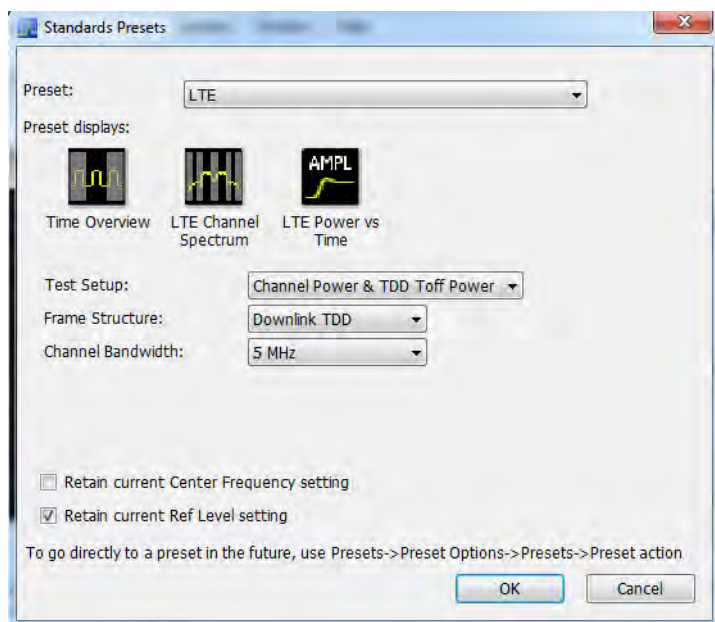 Standards Presets
Preset:
LTE
Preset displays:
AMPL
Time Overview
LTE Channel
Spectrum
LTE Power vs
Time
Test Setup:
Channel Power & TDD Toff Power
Frame Structure:
Downlink TDD
Channel Bandwidth:
5 MHz
Retain current Center Frequency setting
Retain current Ref Level setting
To go directly to a preset in the future, use Presets->Preset Options->Presets->Preset action
OK
Cancel